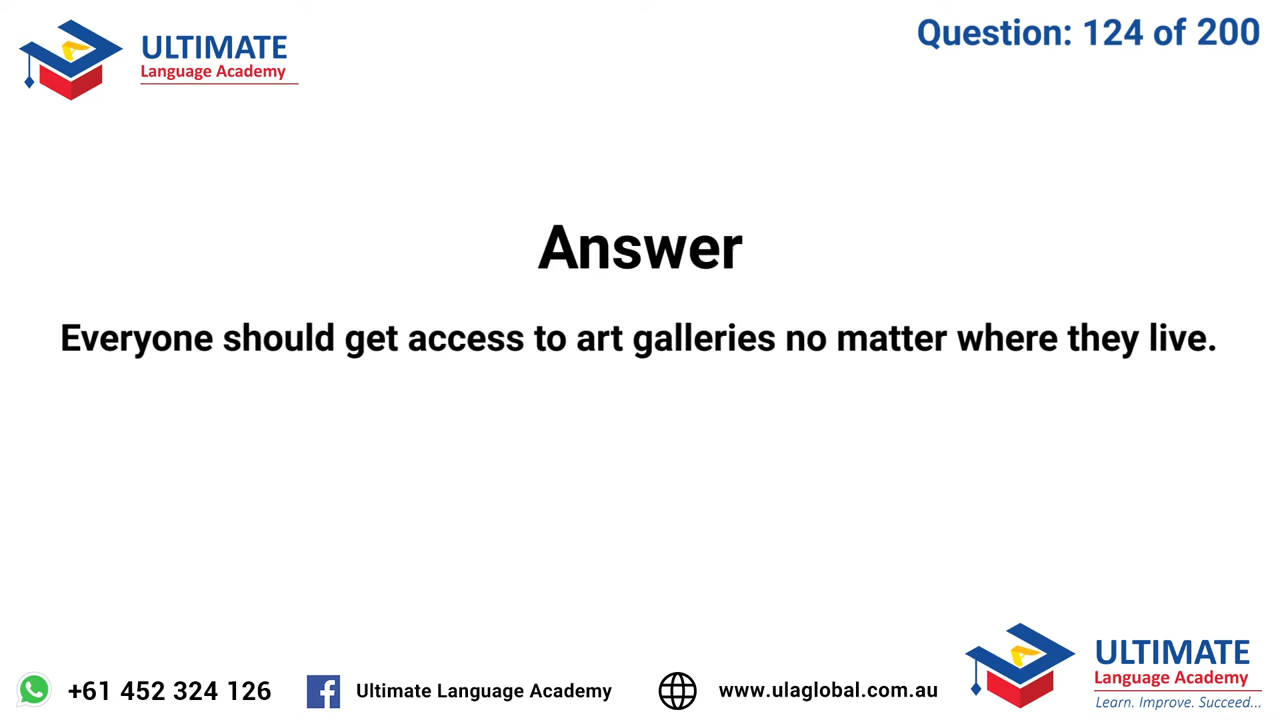 ULTIMATE
Language Academy
Question: 124 of 200
Answer
Everyone should get access to art galleries no matter where they live.
+61 452 324 126
Ultimate Language Academy
www.ulaglobal.com.au
ULTIMATE
Language Academy
Learn. Improve. Succeed...